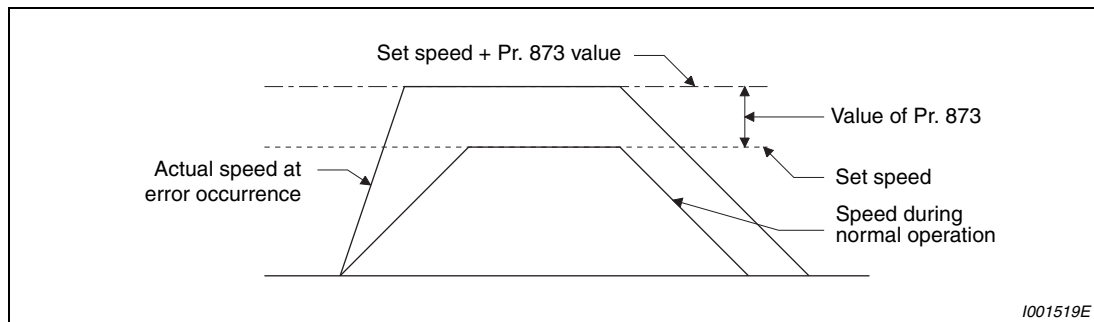 Set speed + Pr. 873 value
Value of Pr. 873
Actual speed at
error occurrence
Set speed
Speed during
normal operation
I001519E